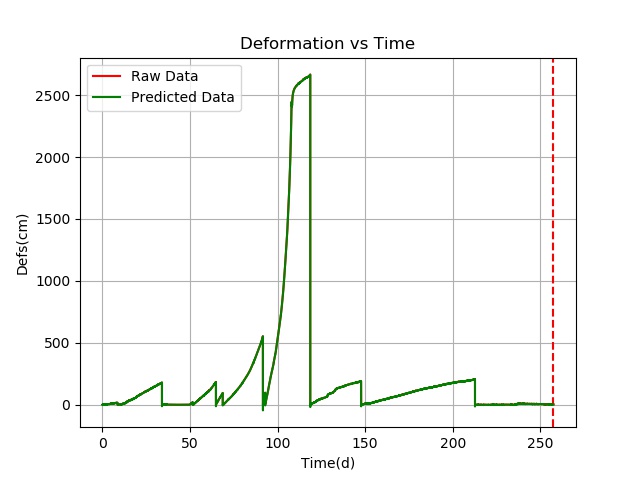 Deformation vs Time
Raw Data
Predicted Data
Defs(cm)
2500
2000
1500
1000
500
0
0 50 100 150 200 250
Time(d)